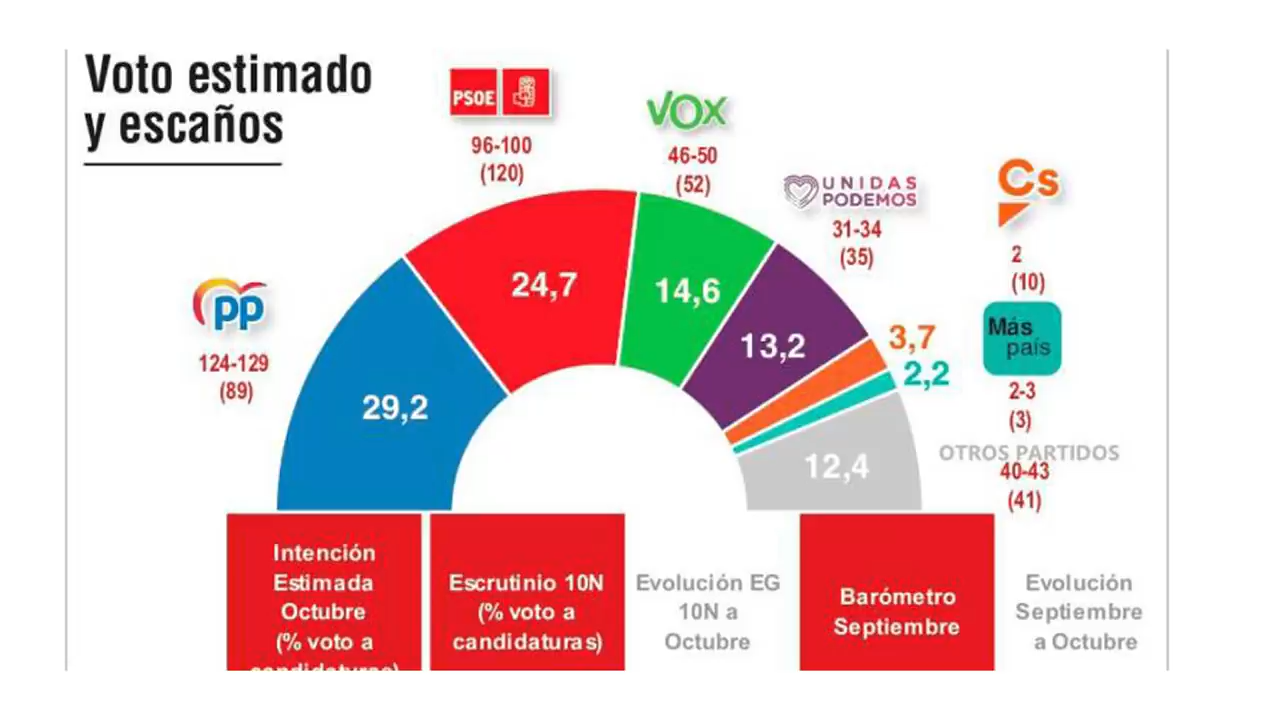 Voto estimado
y escaños
PSOE
96-100
(120)
VOX
46-50
(52)
UNIDAS
PODEMOS
31-34
(35)
Cs
2
(10)
pp
124-129
(89)
Más
país
2-3
(3)
OTROS PARTIDOS
40-43
(41)
29,2
24,7
14,6
13,2
3,7
2,2
12,4
Intención
Estimada
Octubre
(% voto a
candidaturas)
Escrutinio 10N
(% voto a
candidaturas)
Evolución EG
10N a
Octubre
Barómetro
Septiembre
Evolución
Septiembre
a Octubre